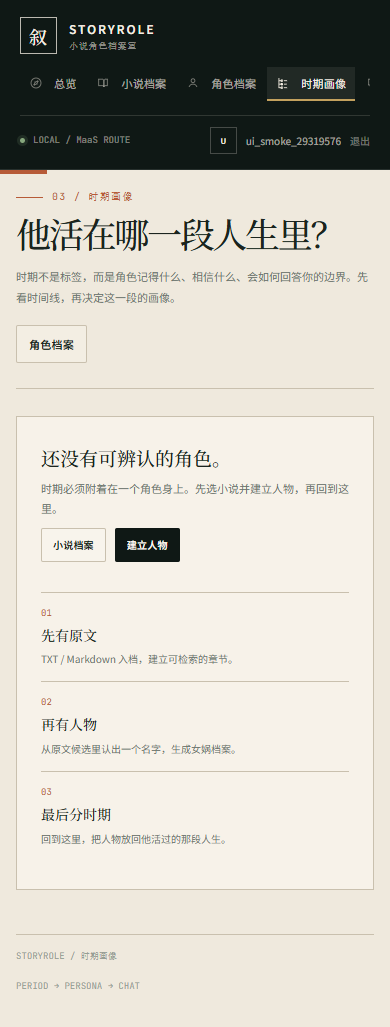 叙
STORYROLE
小说角色档案室
总览
小说档案
角色档案
时期画像
LOCAL / MaaS ROUTE
U
ui_smoke_29319576
退出
03 / 时期画像
他活在哪一段人生里？
时期不是标签，而是角色记得什么、相信什么、会如何回答你的边界。先
看时间线，再决定这一段的画像。
角色档案
还没有可辨认的角色。
时期必须附着在一个角色身上。先选小说并建立人物，再回到这
里。
小说档案
建立人物
01
先有原文
TXT / Markdown 入档，建立可检索的章节。
02
再有人物
从原文候选里认出一个名字，生成女娲档案。
03
最后分时期
回到这里，把人物放回他活过的那段人生。
STORYROLE / 时期画像
PERIOD → PERSONA → CHAT